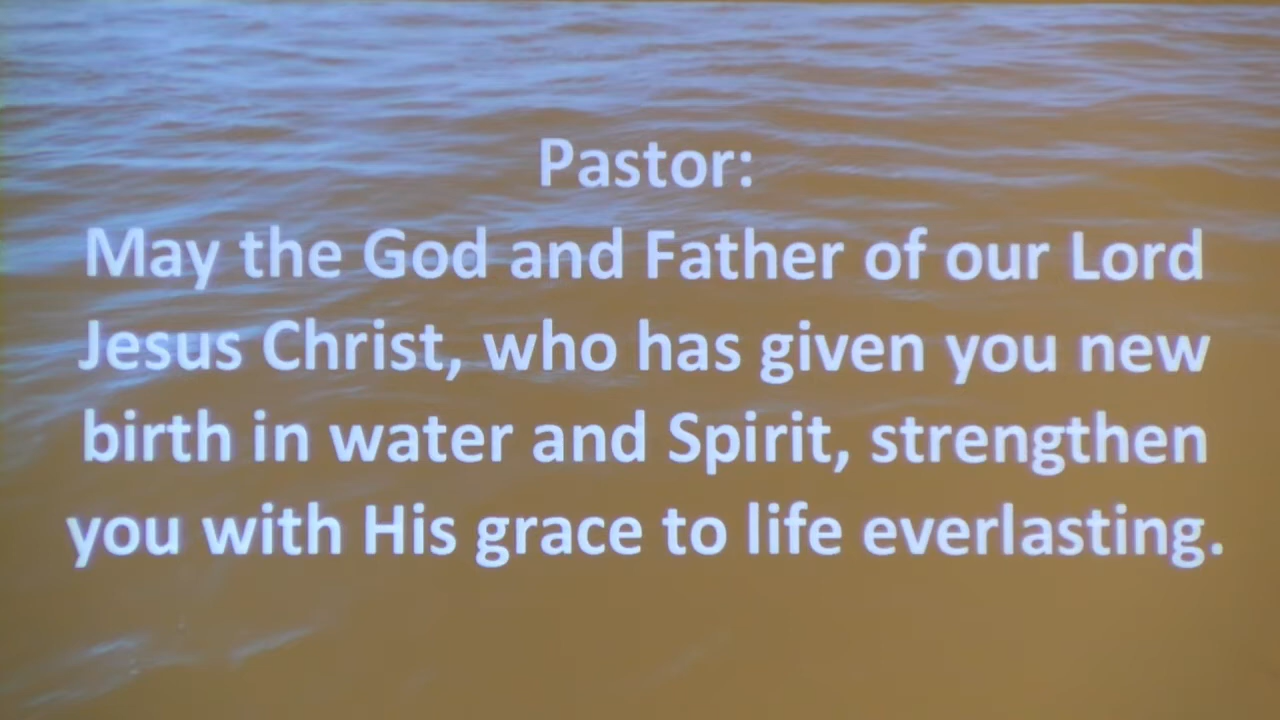 Pastor:
May the God and Father of our Lord
Jesus Christ, who has given you new
birth in water and Spirit, strengthen
you with His grace to life everlasting.